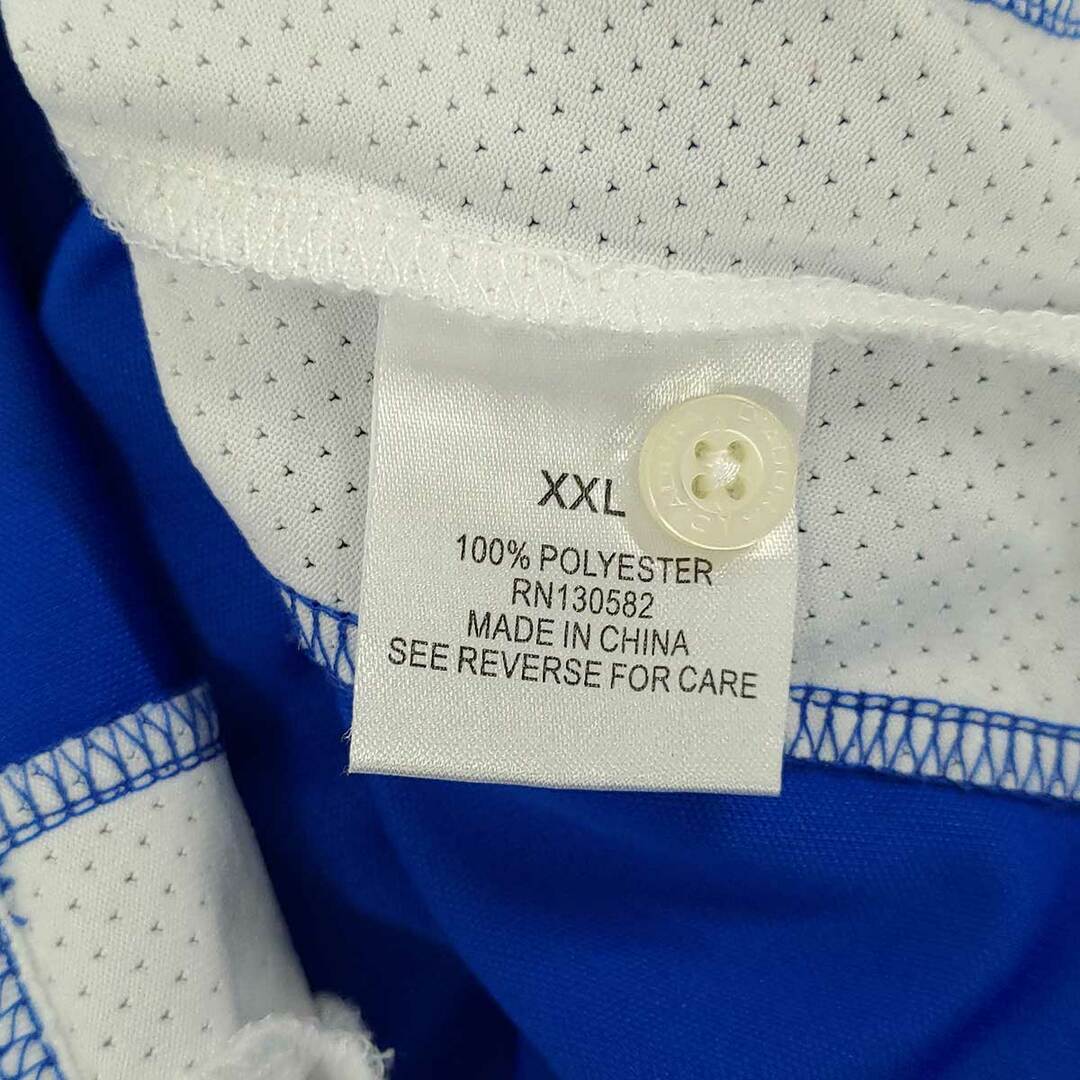 XXL
100% POLYESTER
RN130582
MADE IN CHINA
SEE REVERSE FOR CARE